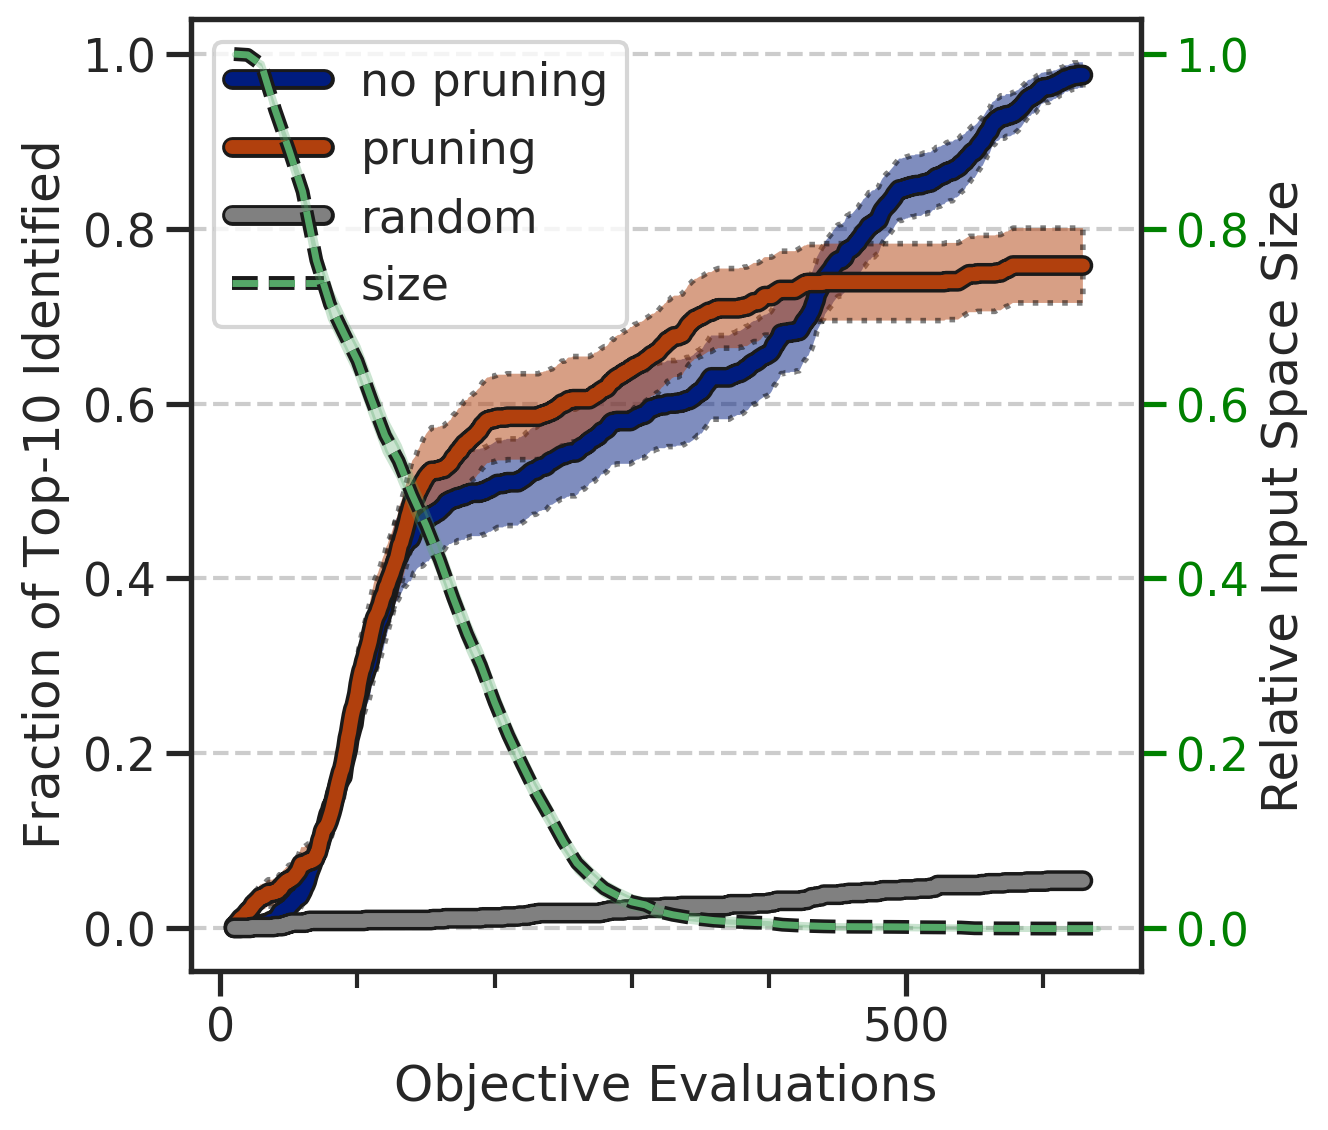 1.0
0.8
0.6
0.4
0.2
0.0
Fraction of Top-10 Identified
no pruning
pruning
random
size
1.0
0.8
0.6
0.4
0.2
0.0
Relative Input Space Size
0
500
Objective Evaluations